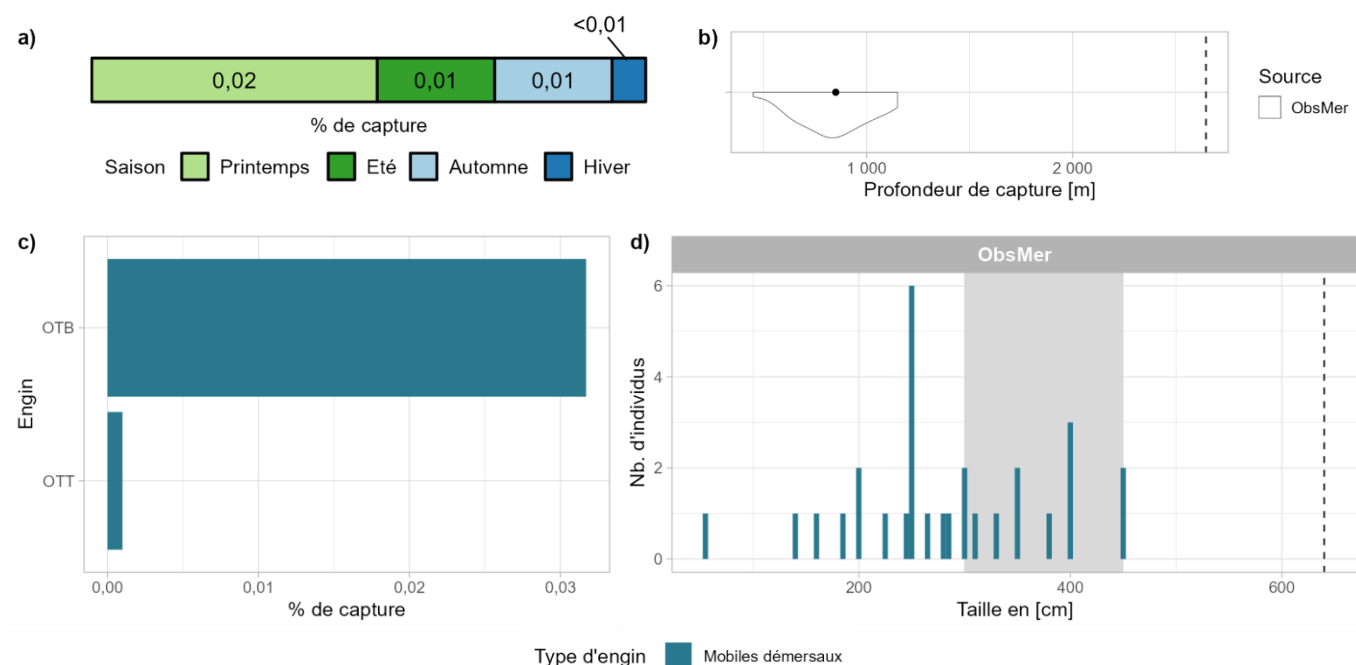 a)
<0,01
0,02
0,01
0,01
% de capture
Saison
Printemps
Eté
Automne
Hiver
b)
1 000
2 000
Profondeur de capture [m]
Source
ObsMer
c)
Engin
OTB
OTT
0,00
0,01
0,02
0,03
% de capture
d)
ObsMer
Nb. d'individus
6
4
2
0
200
400
600
Taille en [cm]
Type d'engin
Mobiles démersaux